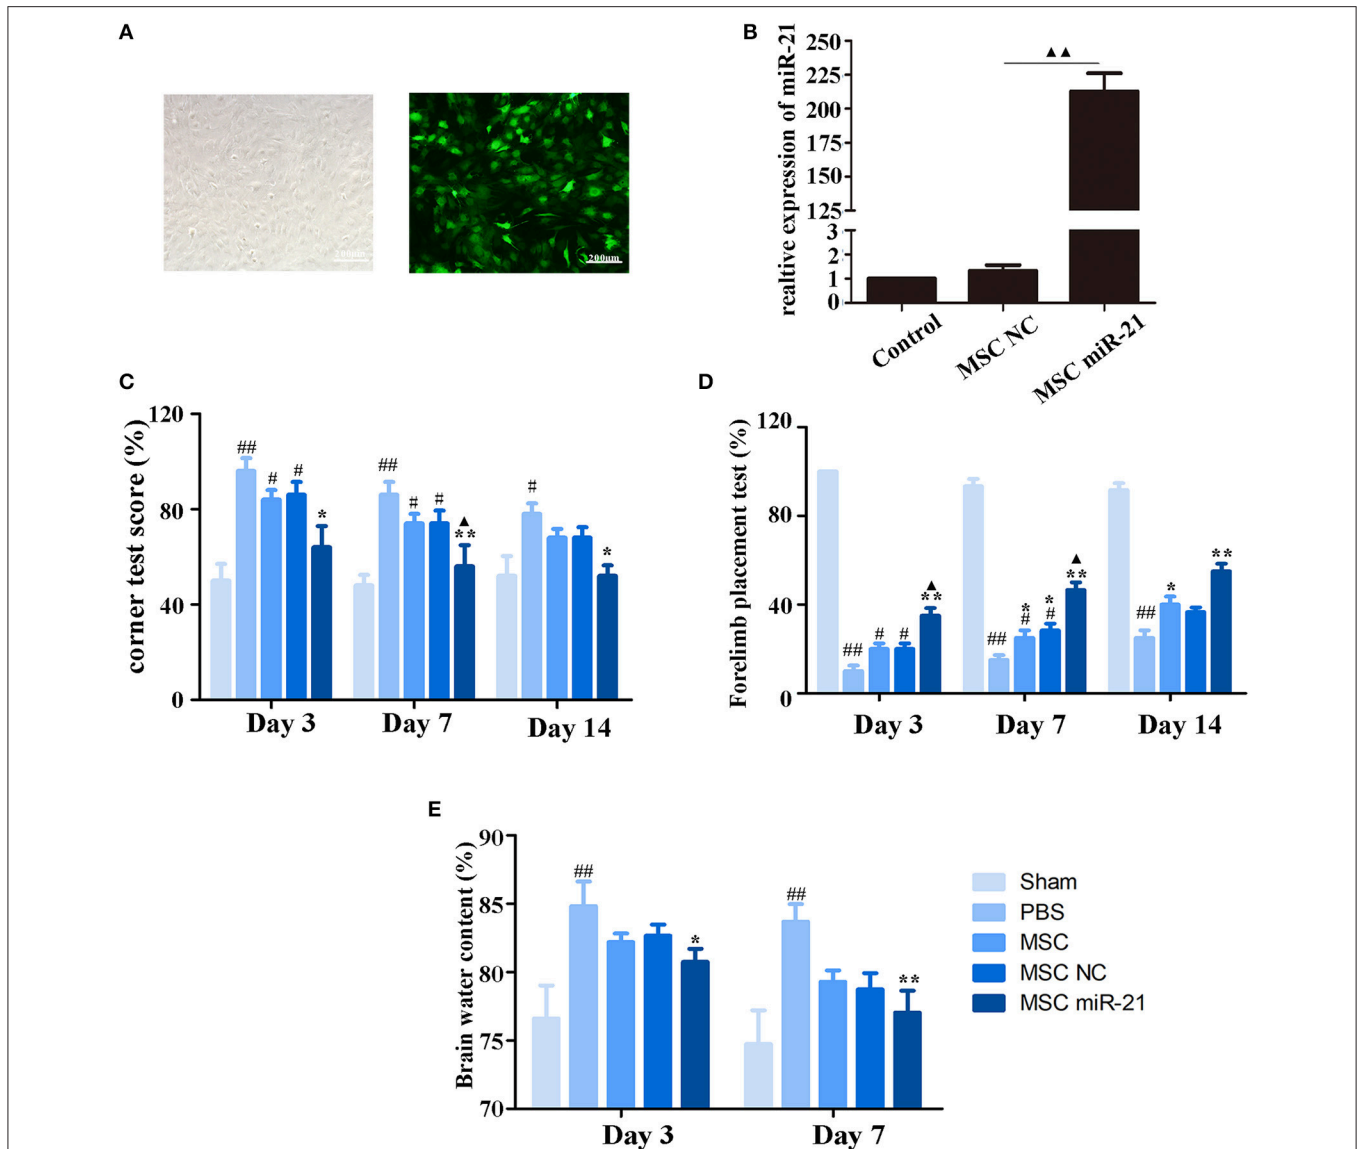 A
200μm
200μm
B
realtive expression of miR-21
250
225
200
175
150
125
3
2
1
0
▲▲
Control
MSC NC
MSC miR-21
C
corner test score (%)
120
80
40
0
## # # *
## # # ▲ **
# *
Day 3 Day 7 Day 14
D
Forelimb placement test (%)
120
80
40
0
## # # ▲ **
## * # * # ▲ **
## * **
Day 3 Day 7 Day 14
E
Brain water content (%)
90
85
80
75
70
## *
## **
Day 3 Day 7
Sham
PBS
MSC
MSC NC
MSC miR-21